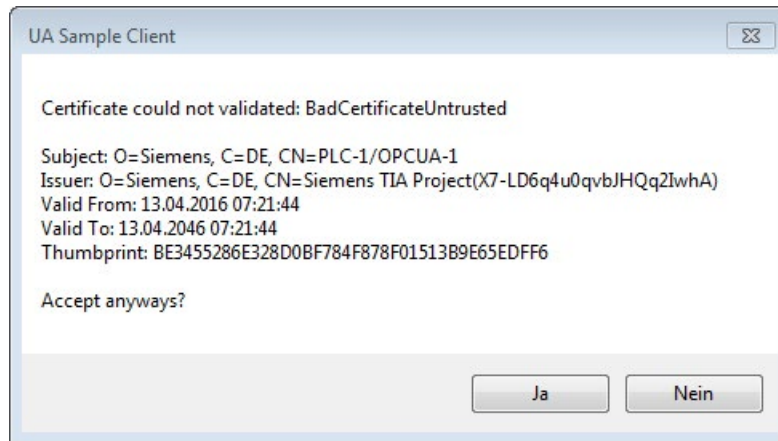 UA Sample Client
Certificate could not validated: BadCertificateUntrusted
Subject: O=Siemens, C=DE, CN=PLC-1/OPCUA-1
Issuer: O=Siemens, C=DE, CN=Siemens TIA Project(X7-LD6q4u0qvbJHQq2IwhA)
Valid From: 13.04.2016 07:21:44
Valid To: 13.04.2046 07:21:44
Thumbprint: BE3455286E328D0BF784F878F01513B9E65EDFF6
Accept anyways?
Ja
Nein